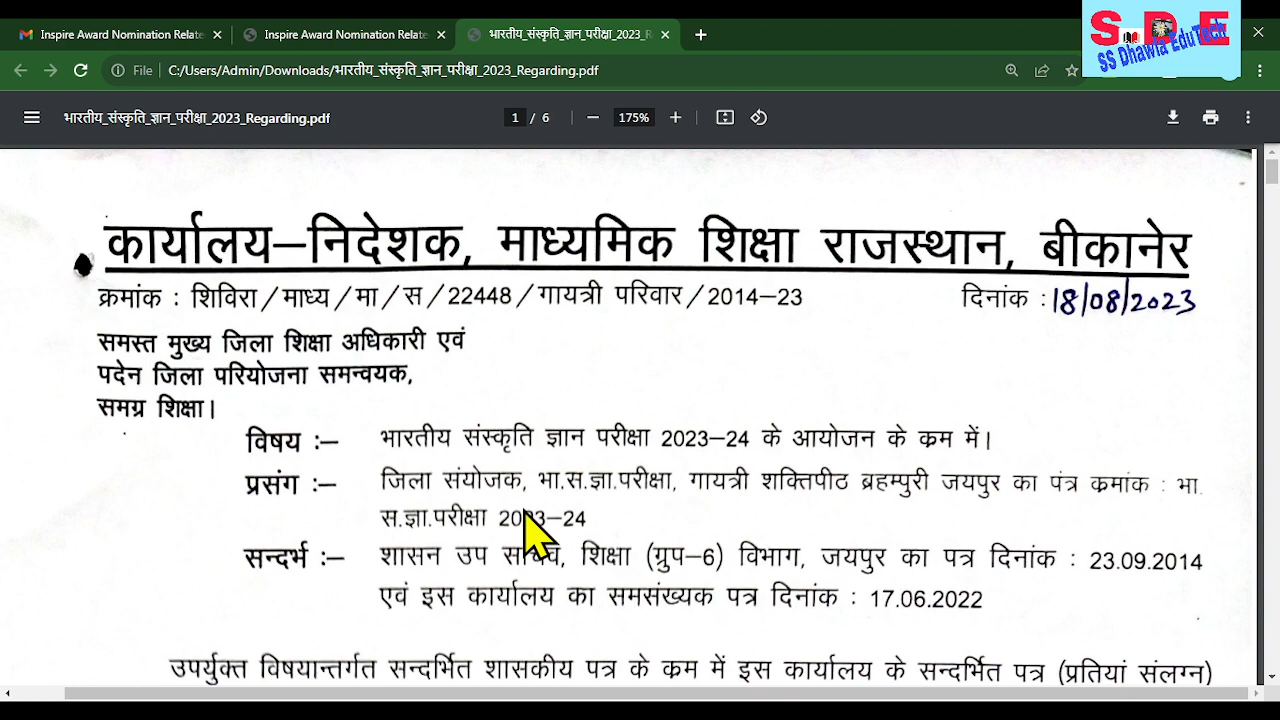 Inspire Award Nomination Relate
Inspire Award Nomination Relate
भारतीय_संस्कृति_ज्ञान_परीक्षा_2023_R
S D E
SS Dhawla EduTech
File
C:/Users/Admin/Downloads/भारतीय_संस्कृति_ज्ञान_परीक्षा_2023_Regarding.pdf
भारतीय_संस्कृति_ज्ञान_परीक्षा_2023_Regarding.pdf
1 / 6
175%
कार्यालय–निदेशक, माध्यमिक शिक्षा राजस्थान, बीकानेर
क्रमांक : शिविरा/माध्य/मा/स/22448/गायत्री परिवार/2014–23 दिनांक : 18/08/2023
समस्त मुख्य जिला शिक्षा अधिकारी एवं
पदेन जिला परियोजना समन्वयक,
समग्र शिक्षा।
विषय :– भारतीय संस्कृति ज्ञान परीक्षा 2023–24 के आयोजन के क्रम में।
प्रसंग :– जिला संयोजक, भा.स.ज्ञा.परीक्षा, गायत्री शक्तिपीठ ब्रहम्पुरी जयपुर का पंत्र क्रमांक : भा.
स.ज्ञा.परीक्षा 2023–24
सन्दर्भ :– शासन उप सचिव, शिक्षा (ग्रुप–6) विभाग, जयपुर का पत्र दिनांक : 23.09.2014
एवं इस कार्यालय का समसंख्यक पत्र दिनांक : 17.06.2022
उपर्युक्त विषयान्तर्गत सन्दर्भित शासकीय पत्र के क्रम में इस कार्यालय के सन्दर्भित पत्र (प्रतियां संलग्न)